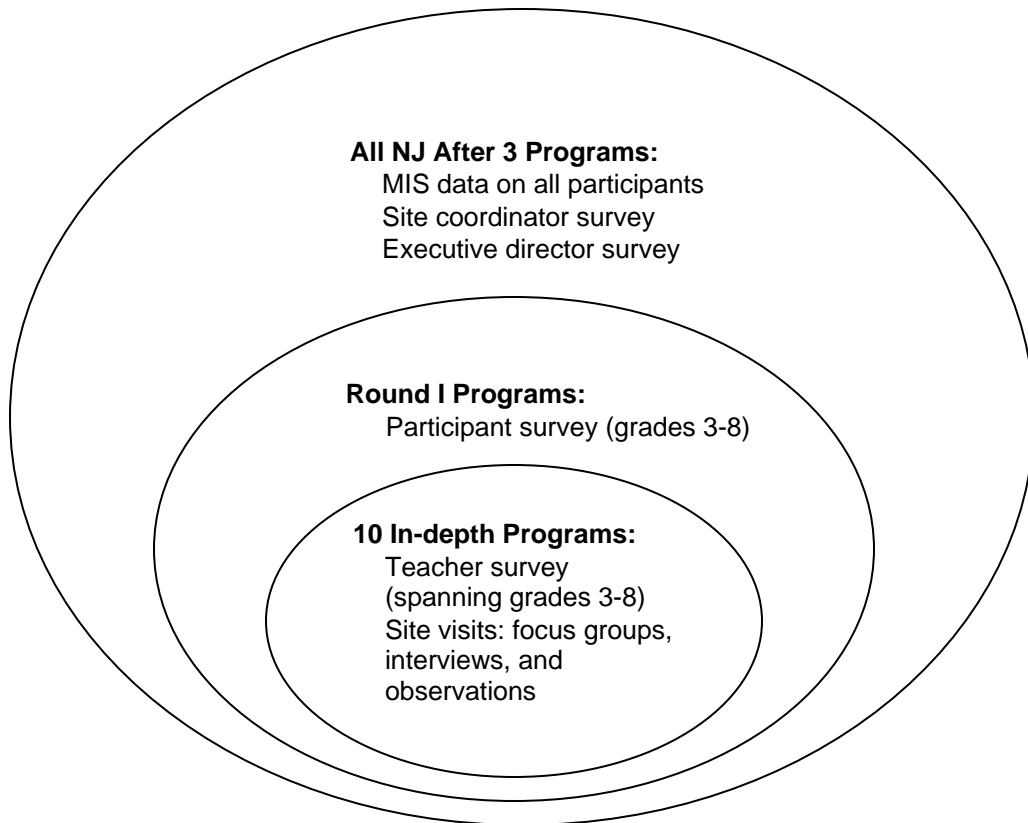 All NJ After 3 Programs:
MIS data on all participants
Site coordinator survey
Executive director survey
Round I Programs:
Participant survey (grades 3-8)
10 In-depth Programs:
Teacher survey
(spanning grades 3-8)
Site visits: focus groups,
interviews, and
observations